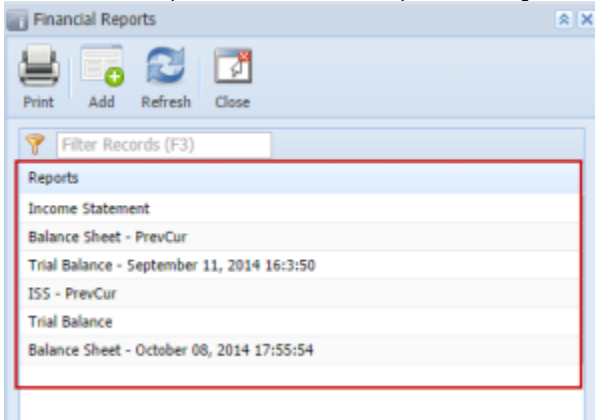 Financial Reports
Print Add Refresh Close
Filter Records (F3)
Reports
Income Statement
Balance Sheet - PrevCur
Trial Balance - September 11, 2014 16:3:50
ISS - PrevCur
Trial Balance
Balance Sheet - October 08, 2014 17:55:54